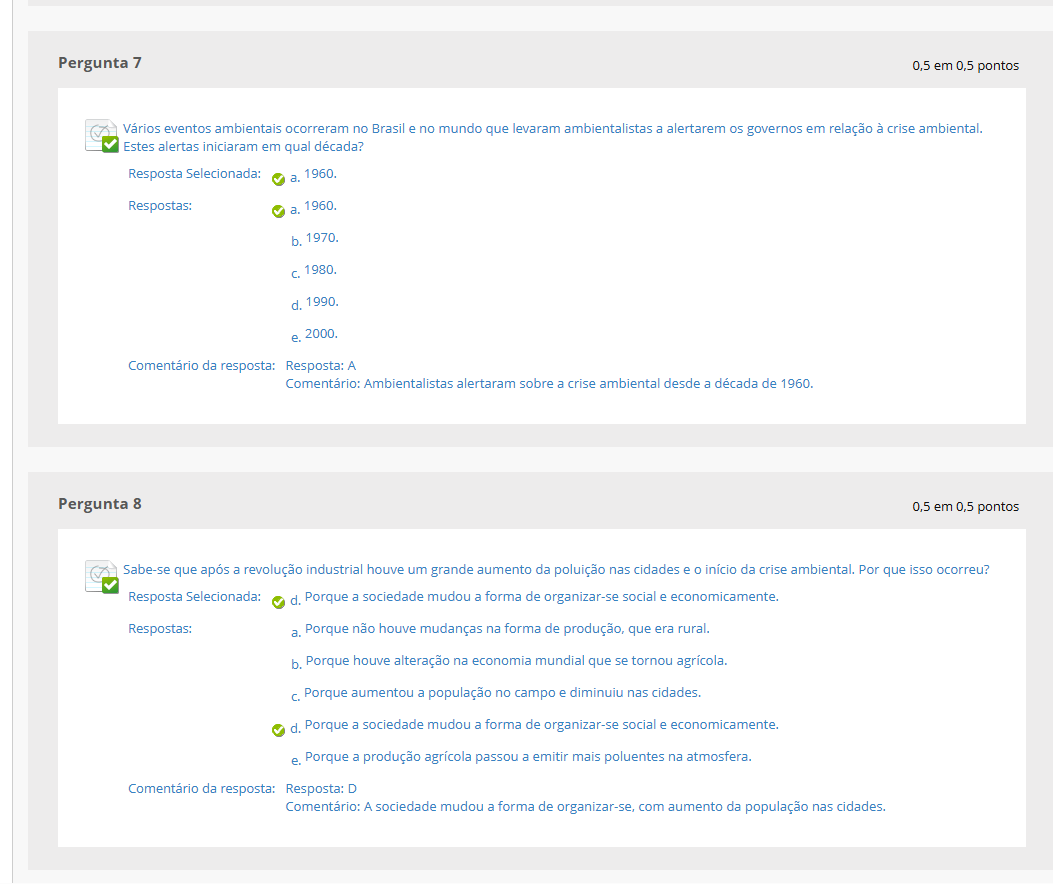 Pergunta 7
0,5 em 0,5 pontos
Vários eventos ambientais ocorreram no Brasil e no mundo que levaram ambientalistas a alertarem os governos em relação à crise ambiental.
Estes alertas iniciaram em qual década?
Resposta Selecionada: a. 1960.
Respostas: a. 1960.
b. 1970.
c. 1980.
d. 1990.
e. 2000.
Comentário da resposta: Resposta: A
Comentário: Ambientalistas alertaram sobre a crise ambiental desde a década de 1960.
Pergunta 8
0,5 em 0,5 pontos
Sabe-se que após a revolução industrial houve um grande aumento da poluição nas cidades e o início da crise ambiental. Por que isso ocorreu?
Resposta Selecionada: d. Porque a sociedade mudou a forma de organizar-se social e economicamente.
Respostas: a. Porque não houve mudanças na forma de produção, que era rural.
b. Porque houve alteração na economia mundial que se tornou agrícola.
c. Porque aumentou a população no campo e diminuiu nas cidades.
d. Porque a sociedade mudou a forma de organizar-se social e economicamente.
e. Porque a produção agrícola passou a emitir mais poluentes na atmosfera.
Comentário da resposta: Resposta: D
Comentário: A sociedade mudou a forma de organizar-se, com aumento da população nas cidades.